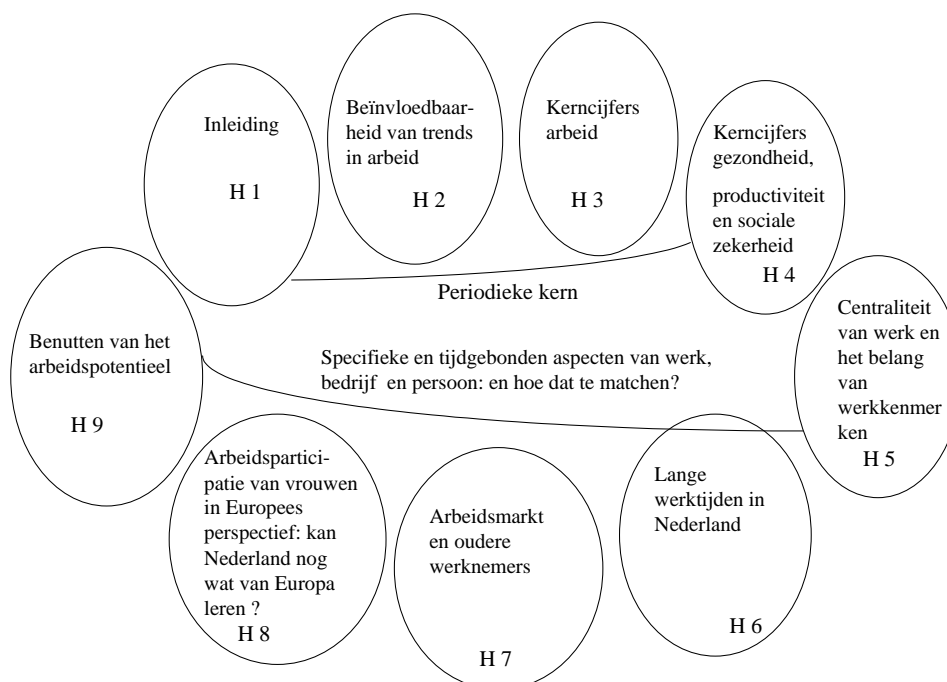 Inleiding
H 1
Beïnvloedbaar-
heid van trends
in arbeid
H 2
Kerncijfers
arbeid
H 3
Kerncijfers
gezondheid,
productiviteit
en sociale
zekerheid
H 4
Periodieke kern
Centraliteit
van werk en
het belang
van
werkkenmer
ken
H 5
Specifieke en tijdgebonden aspecten van werk,
bedrijf en persoon: en hoe dat te matchen?
Lange
werktijden in
Nederland
H 6
Arbeidsmarkt
en oudere
werknemers
H 7
Arbeidspartici-
patie van vrouwen
in Europees
perspectief: kan
Nederland nog
wat van Europa
leren ?
H 8
Benutten van het
arbeidspotentieel
H 9